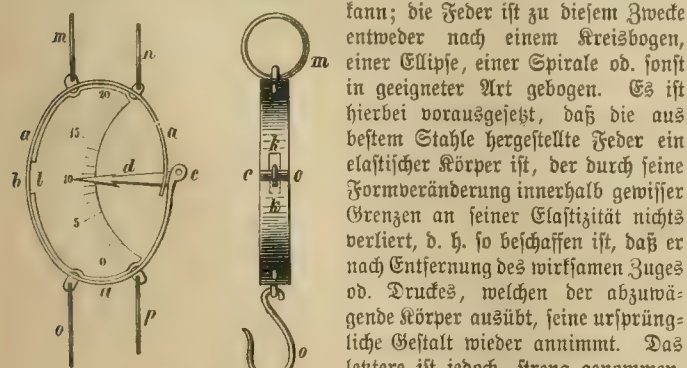 m
n
20
a
a
15
b
l
d
10
e
5
0
a
o
p
m
k
c
e
k
o
kann; die Feder iſt zu dieſem Zwecke
entweder nach einem Kreisbogen,
einer Ellipſe, einer Spirale od. ſonſt
in geeigneter Art gebogen. Es iſt
hierbei vorausgeſetzt, daß die aus
beſtem Stahle hergeſtellte Feder ein
elaſtiſcher Körper iſt, der durch ſeine
Formveränderung innerhalb gewiſſer
Grenzen an ſeiner Elaſtizität nichts
verliert, d. h. ſo beſchaffen iſt, daß er
nach Entfernung des wirkſamen Zuges
od. Druckes, welchen der abzuwä⸗
gende Körper ausübt, ſeine urſprüng⸗
liche Geſtalt wieder annimmt. Das
letztere iſt jedoch, ſtreng genommen,